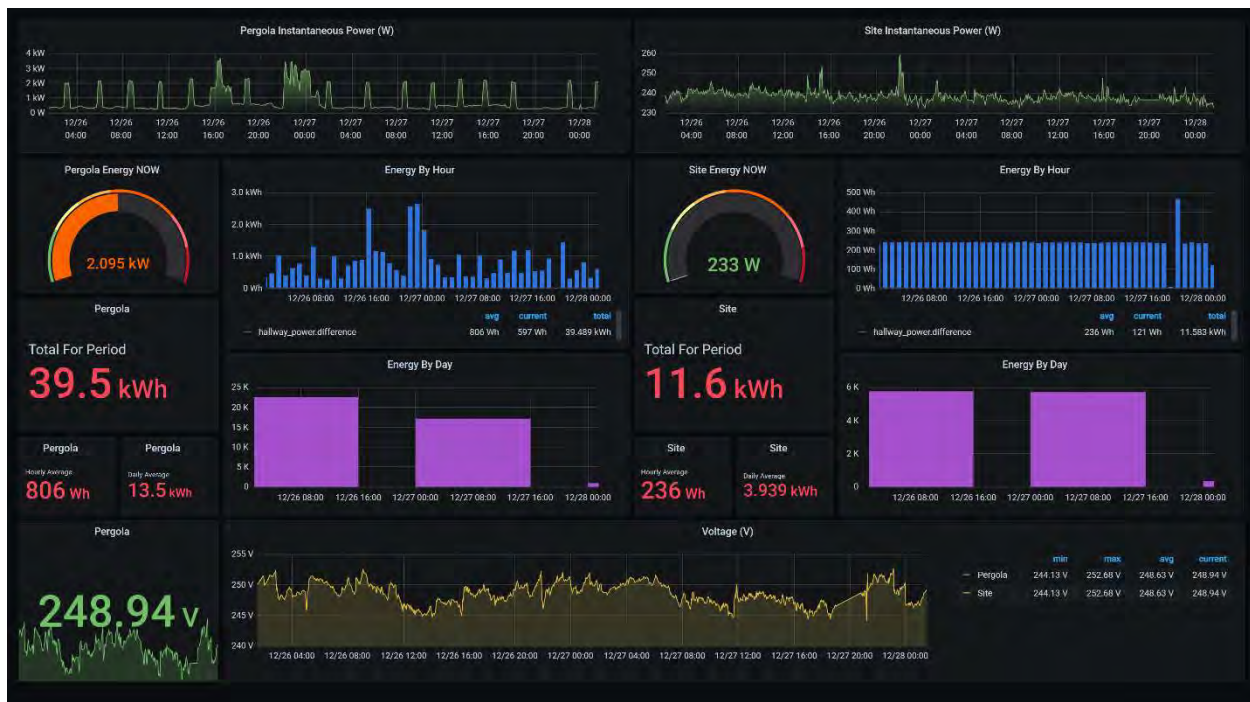 Pergola Instantaneous Power (W)
4 kW
3 kW
2 kW
1 kW
0 W
12/26 12/26 12/26 12/26 12/26 12/27 12/27 12/27 12/27 12/27 12/27 12/28
04:00 08:00 12:00 16:00 20:00 00:00 04:00 08:00 12:00 16:00 20:00 00:00
Site Instantaneous Power (W)
260
250
240
230
12/26 12/26 12/26 12/26 12/26 12/27 12/27 12/27 12/27 12/27 12/27 12/28
04:00 08:00 12:00 16:00 20:00 00:00 04:00 08:00 12:00 16:00 20:00 00:00
Pergola Energy NOW
2.095 kW
Energy By Hour
3.0 kWh
2.0 kWh
1.0 kWh
0 Wh
12/26 08:00 12/26 16:00 12/27 00:00 12/27 08:00 12/27 16:00 12/28 00:00
avg current total
hallway_power.difference 806 Wh 597 Wh 39.489 kWh
Site Energy NOW
233 W
Energy By Hour
500 Wh
400 Wh
300 Wh
200 Wh
100 Wh
0 Wh
12/26 08:00 12/26 16:00 12/27 00:00 12/27 08:00 12/27 16:00 12/28 00:00
avg current total
hallway_power.difference 236 Wh 121 Wh 11.583 kWh
Pergola
Total For Period
39.5 kWh
Energy By Day
25 K
20 K
15 K
10 K
5 K
0
12/26 08:00 12/26 16:00 12/27 00:00 12/27 08:00 12/27 16:00 12/28 00:00
Site
Total For Period
11.6 kWh
Energy By Day
6 K
4 K
2 K
0
12/26 08:00 12/26 16:00 12/27 00:00 12/27 08:00 12/27 16:00 12/28 00:00
Pergola
Hourly Average
806 Wh
Pergola
Daily Average
13.5 kWh
Site
Hourly Average
236 Wh
Site
Daily Average
3.939 kWh
Pergola
248.94 V
Voltage (V)
255 V
250 V
245 V
240 V
12/26 04:00 12/26 08:00 12/26 12:00 12/26 16:00 12/26 20:00 12/27 00:00 12/27 04:00 12/27 08:00 12/27 12:00 12/27 16:00 12/27 20:00 12/28 00:00
min max avg current
Pergola 244.13 V 252.68 V 248.63 V 248.94 V
Site 244.13 V 252.68 V 248.63 V 248.94 V